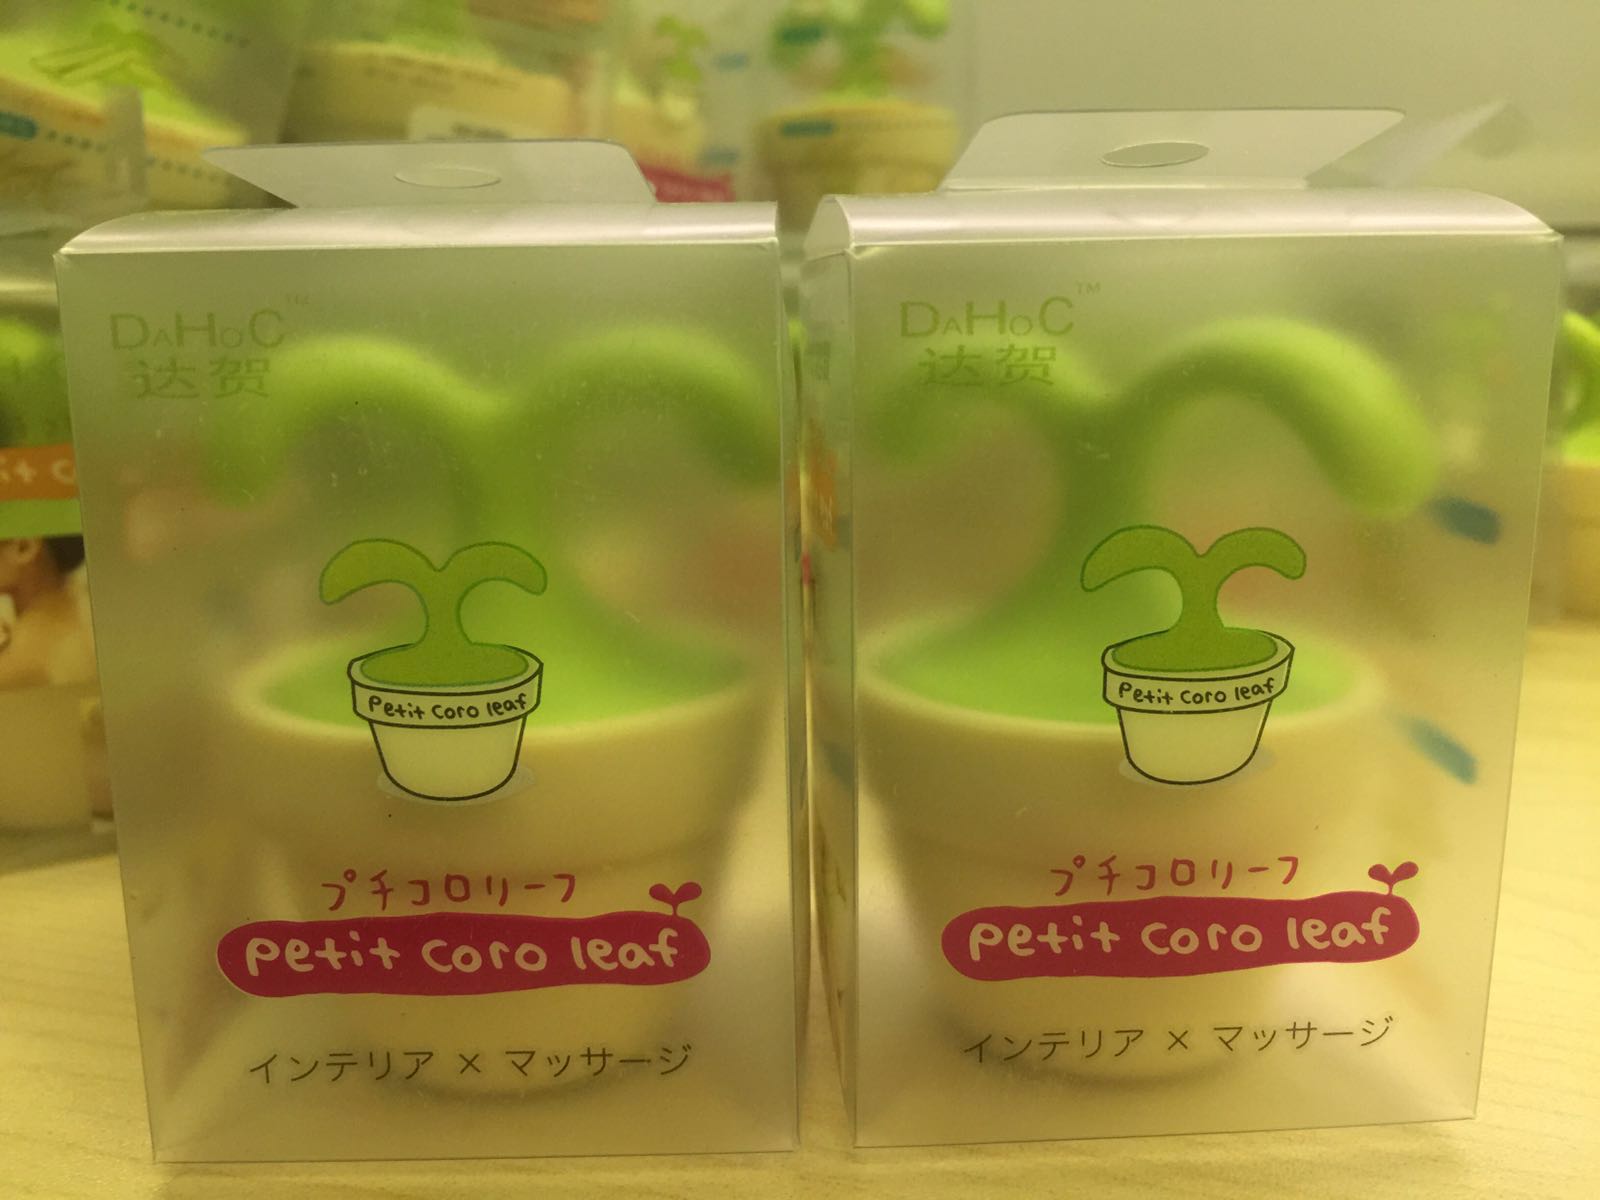 DAHOC™
达贺
Petit Coro leaf
プチコロリーフ
Petit Coro leaf
インテリア × マッサージ
DAHOC™
达贺
Petit Coro leaf
プチコロリーフ
Petit Coro leaf
インテリア × マッサージ